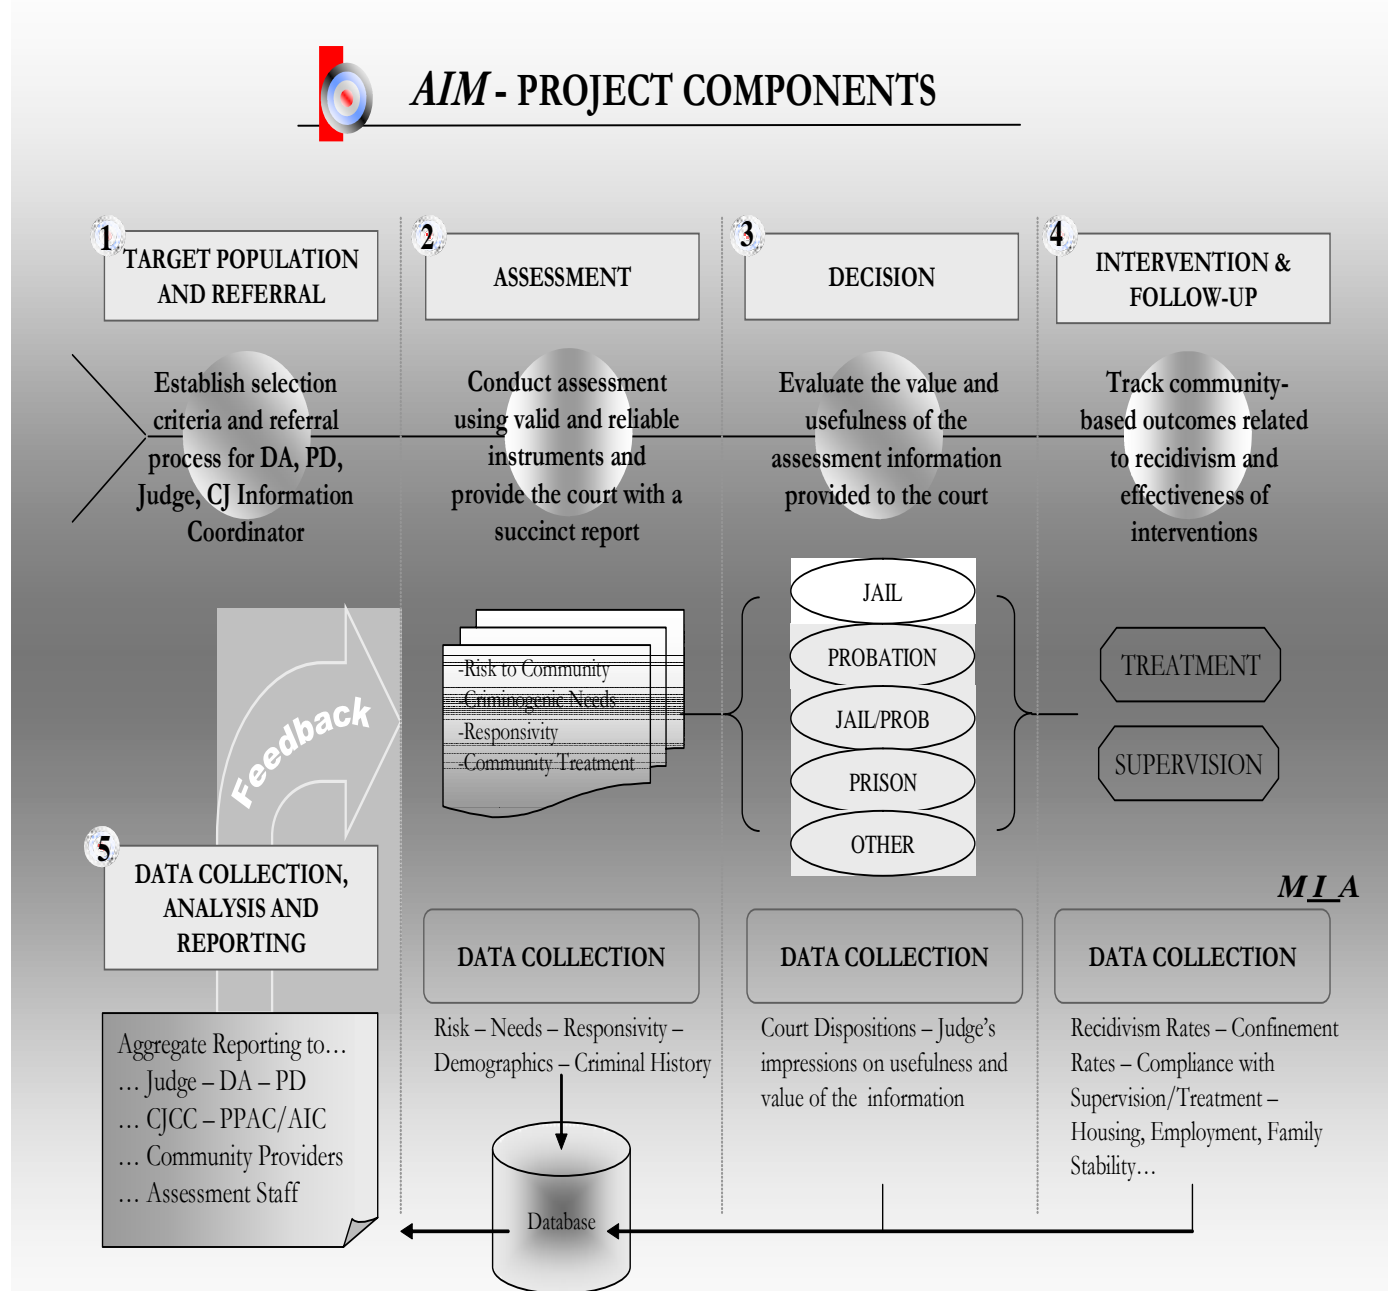 AIM - PROJECT COMPONENTS
1
TARGET POPULATION
AND REFERRAL
2
ASSESSMENT
3
DECISION
4
INTERVENTION &
FOLLOW-UP
Establish selection
criteria and referral
process for DA, PD,
Judge, CJ Information
Coordinator
Conduct assessment
using valid and reliable
instruments and
provide the court with a
succinct report
Evaluate the value and
usefulness of the
assessment information
provided to the court
Track community-
based outcomes related
to recidivism and
effectiveness of
interventions
Feedback
-Risk to Community
-Criminogenic Needs
-Responsivity
-Community Treatment
JAIL
PROBATION
JAIL/PROB
PRISON
OTHER
TREATMENT
SUPERVISION
5
DATA COLLECTION,
ANALYSIS AND
REPORTING
M I A
DATA COLLECTION
DATA COLLECTION
DATA COLLECTION
Aggregate Reporting to…
… Judge – DA – PD
… CJCC – PPAC/AIC
… Community Providers
… Assessment Staff
Risk – Needs – Responsivity –
Demographics – Criminal History
Court Dispositions – Judge's
impressions on usefulness and
value of the information
Recidivism Rates – Confinement
Rates – Compliance with
Supervision/Treatment –
Housing, Employment, Family
Stability…
Database